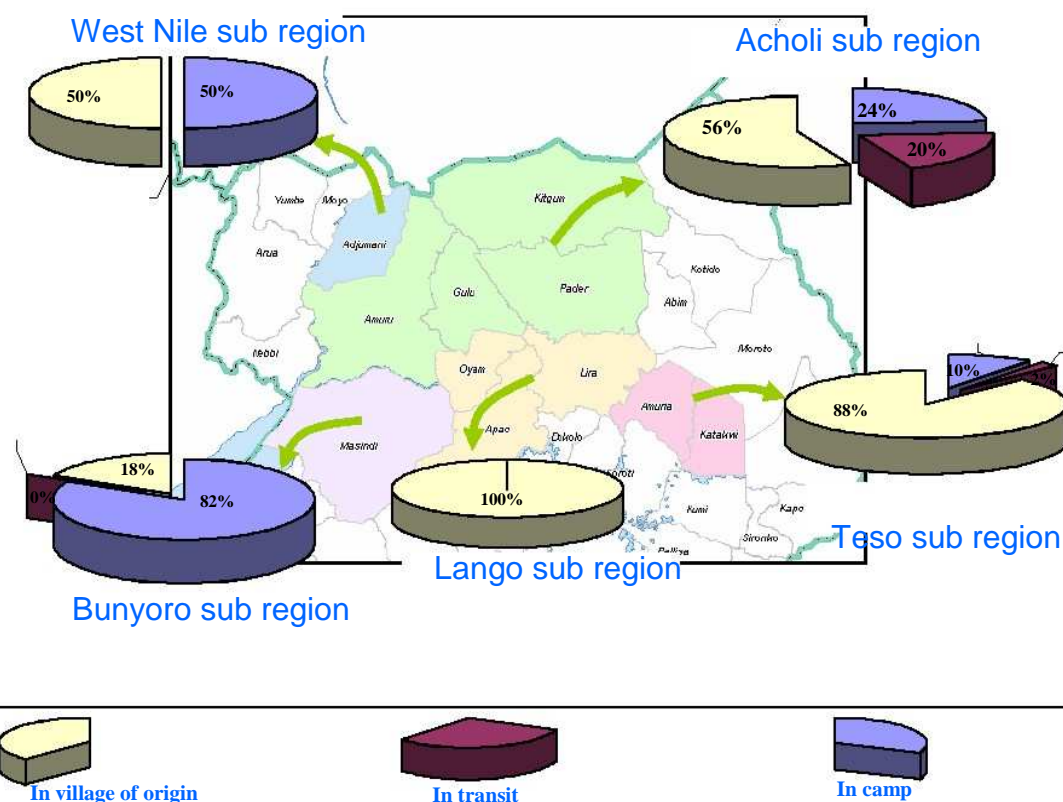 West Nile sub region
Acholi sub region
50%
50%
24%
56%
20%
Yumbe
Moyo
Kitgum
Adjumani
Arua
Kotido
Gulu
Pader
Abim
Amuru
Nebbi
Moroto
Oyam
Lira
10%
Amuria
88%
Apac
Katakwi
Dokolo
Masindi
18%
0%
82%
100%
Kumi
Kapc
Sironko
Teso sub region
Lango sub region
Bunyoro sub region
In village of origin
In transit
In camp